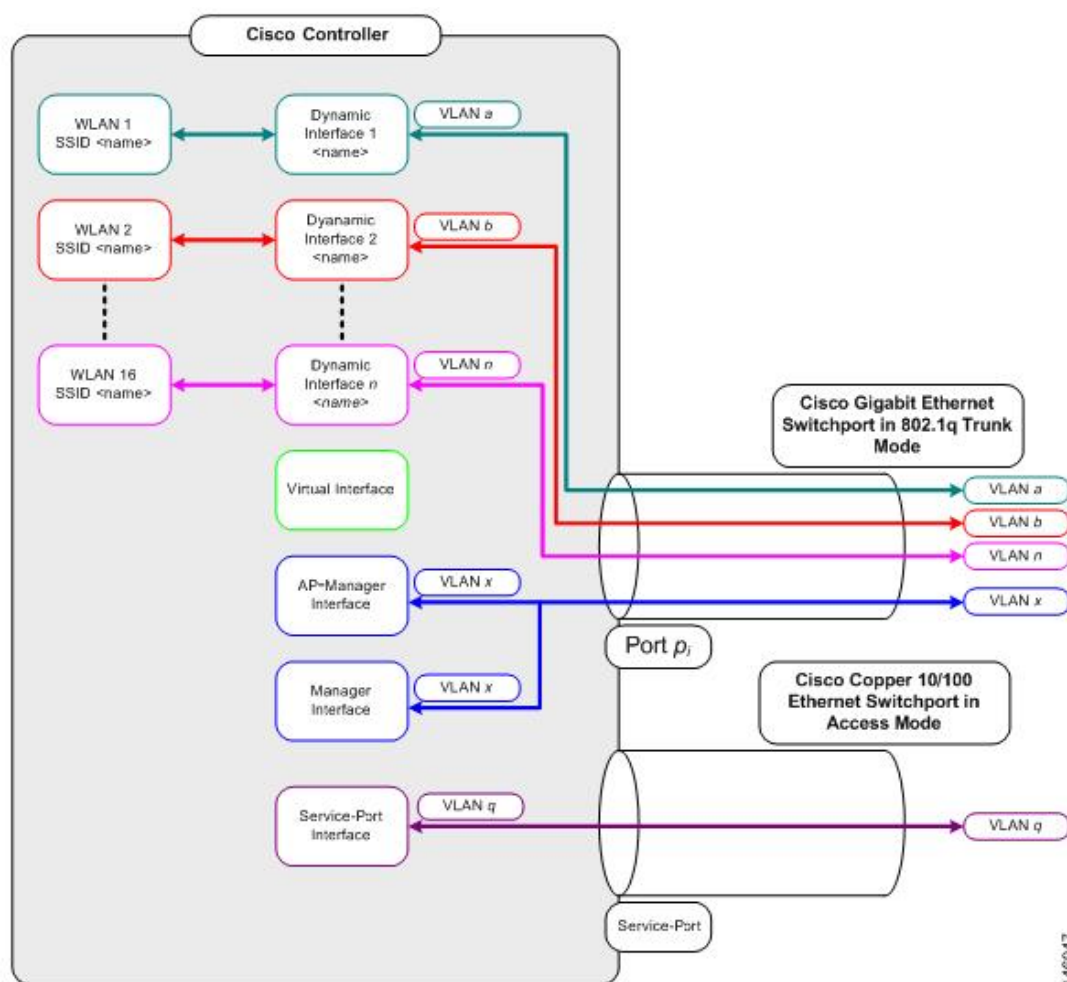 Cisco Controller
WLAN 1
SSID <name>
Dynamic
Interface 1
<name>
VLAN a
WLAN 2
SSID <name>
Dyanamic
Interface 2
<name>
VLAN b
WLAN 16
SSID <name>
Dynamic
Interface n
<name>
VLAN n
Virtual Interface
AP=Manager
Interface
VLAN x
Manager
Interface
VLAN x
Service-Port
Interface
VLAN q
Cisco Gigabit Ethernet
Switchport in 802.1q Trunk
Mode
VLAN a
VLAN b
VLAN n
VLAN x
Port pi
Cisco Copper 10/100
Ethernet Switchport in
Access Mode
VLAN q
Service-Port